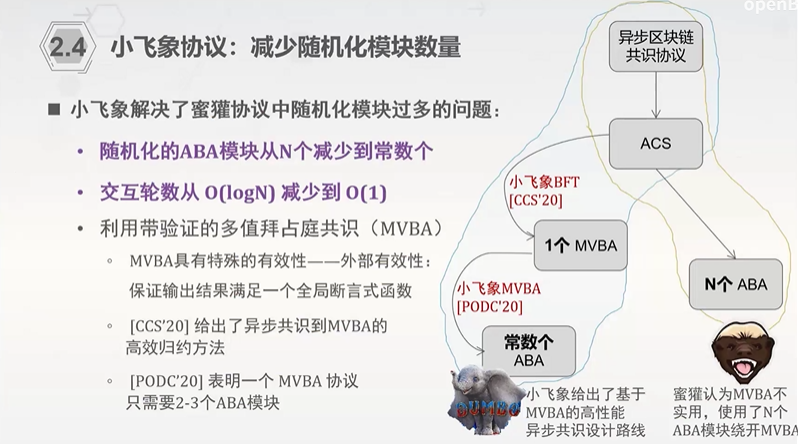 openB
2.4 小飞象协议：减少随机化模块数量
■ 小飞象解决了蜜獾协议中随机化模块过多的问题：
• 随机化的ABA模块从N个减少到常数个
• 交互轮数从 O(logN) 减少到 O(1)
• 利用带验证的多值拜占庭共识（MVBA）
◦ MVBA具有特殊的有效性——外部有效性：
保证输出结果满足一个全局断言式函数
◦ [CCS'20] 给出了异步共识到MVBA的
高效归约方法
◦ [PODC'20] 表明一个 MVBA 协议
只需要2-3个ABA模块
异步区块链
共识协议
ACS
小飞象BFT
[CCS'20]
1个 MVBA
N个 ABA
小飞象MVBA
[PODC'20]
常数个
ABA
DUMBO
小飞象给出了基于
MVBA的高性能
异步共识设计路线
蜜獾认为MVBA不
实用，使用了N个
ABA模块绕开MVBA